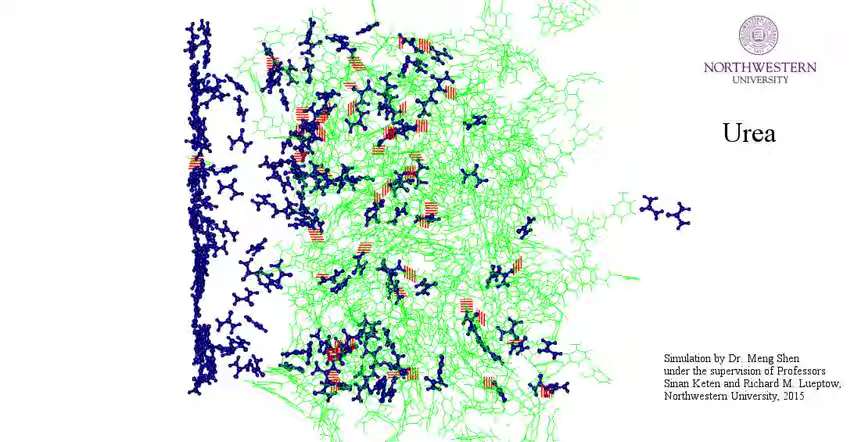 NORTHWESTERN
UNIVERSITY
Urea
Simulation by Dr. Meng Shen
under the supervision of Professors
Sinan Keten and Richard M. Lueptow,
Northwestern University, 2015